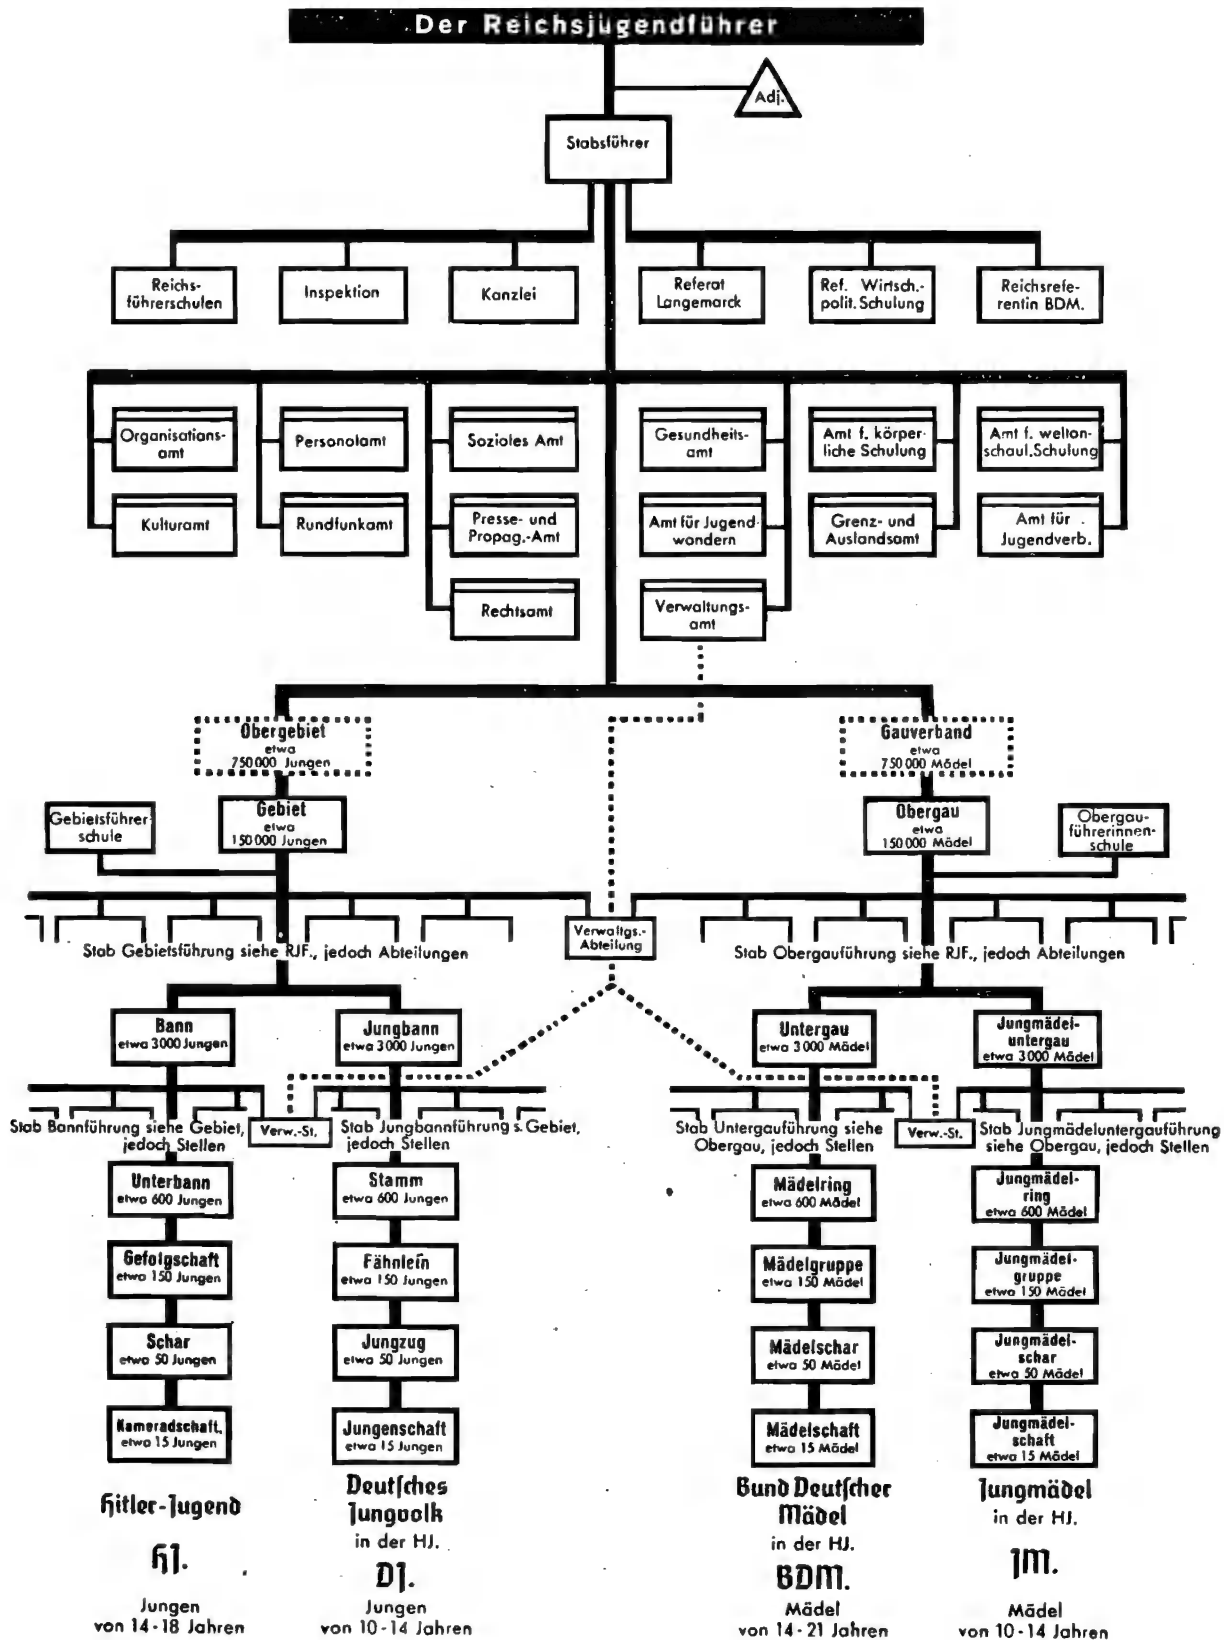 Der Reichsjugendführer
Adj.
Stabsführer
Reichs-
führerschulen
Inspektion
Kanzlei
Referat
Langemarck
Ref. Wirtsch.-
polit. Schulung
Reichsrefe-
rentin BDM.
Organisations-
amt
Personalamt
Soziales Amt
Gesundheits-
amt
Amt f. körper-
liche Schulung
Amt f. weltan-
schaul. Schulung
Kulturamt
Rundfunkamt
Presse- und
Propag.-Amt
Amt für Jugend-
wandern
Grenz- und
Auslandsamt
Amt für
Jugendverb.
Rechtsamt
Verwaltungs-
amt
Obergebiet
etwa
750000 Jungen
Gauverband
etwa
750000 Mädel
Gebietsführer
schule
Gebiet
etwa
150000 Jungen
Obergau
etwa
150000 Mädel
Obergau-
führerinnen-
schule
Stab Gebietsführung siehe RJF., jedoch Abteilungen
Verwaltgs.-
Abteilung
Stab Obergauführung siehe RJF., jedoch Abteilungen
Bann
etwa 3000 Jungen
Jungbann
etwa 3000 Jungen
Untergau
etwa 3000 Mädel
Jungmädel-
untergau
etwa 3000 Mädel
Stab Bannführung siehe Gebiet,
jedoch Stellen
Verw.-St.
Stab Jungbannführung s. Gebiet,
jedoch Stellen
Stab Untergauführung siehe
Obergau, jedoch Stellen
Verw.-St.
Stab Jungmädeluntergauführung
siehe Obergau, jedoch Stellen
Unterbann
etwa 600 Jungen
Stamm
etwa 600 Jungen
Mädelring
etwa 600 Mädel
Jungmädel-
ring
etwa 600 Mädel
Gefolgschaft
etwa 150 Jungen
Fähnlein
etwa 150 Jungen
Mädelgruppe
etwa 150 Mädel
Jungmädel-
gruppe
etwa 150 Mädel
Schar
etwa 50 Jungen
Jungzug
etwa 50 Jungen
Mädelschar
etwa 50 Mädel
Jungmädel-
schar
etwa 50 Mädel
Kameradschaft.
etwa 15 Jungen
Jungenschaft
etwa 15 Jungen
Mädelschaft
etwa 15 Mädel
Jungmädel-
schaft
etwa 15 Mädel
Hitler-Jugend
HJ.
Jungen
von 14-18 Jahren
Deutsches
Jungvolk
in der HJ.
DJ.
Jungen
von 10-14 Jahren
Bund Deutscher
Mädel
in der HJ.
BDM.
Mädel
von 14-21 Jahren
Jungmädel
in der HJ.
JM.
Mädel
von 10-14 Jahren